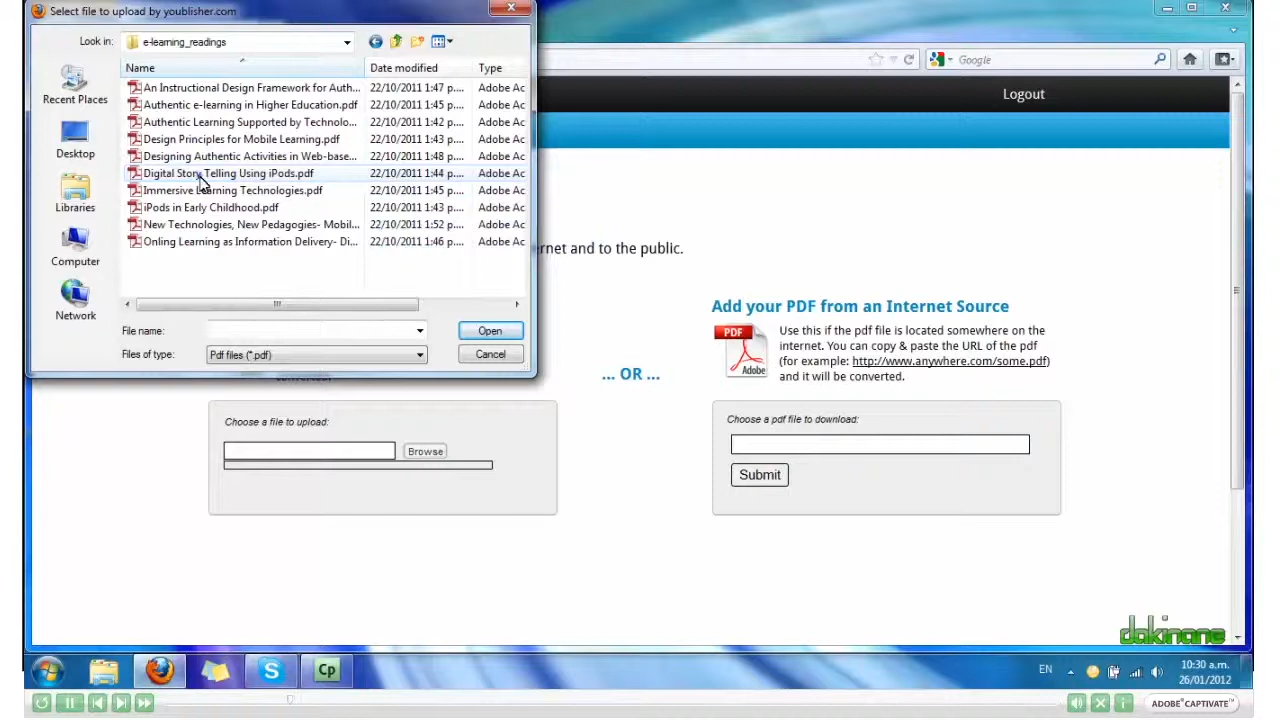 Select file to upload by youblisher.com
Look in:
e-learning_readings
Recent Places
Desktop
Libraries
Computer
Network
Name
Date modified
Type
An Instructional Design Framework for Auth...
22/10/2011 1:47 p....
Adobe Ac
Authentic e-learning in Higher Education.pdf
22/10/2011 1:45 p....
Adobe Ac
Authentic Learning Supported by Technolo...
22/10/2011 1:42 p....
Adobe Ac
Design Principles for Mobile Learning.pdf
22/10/2011 1:43 p....
Adobe Ac
Designing Authentic Activities in Web-base...
22/10/2011 1:48 p....
Adobe Ac
Digital Story Telling Using iPods.pdf
22/10/2011 1:44 p....
Adobe Ac
Immersive Learning Technologies.pdf
22/10/2011 1:45 p....
Adobe Ac
iPods in Early Childhood.pdf
22/10/2011 1:43 p....
Adobe Ac
New Technologies, New Pedagogies- Mobil...
22/10/2011 1:52 p....
Adobe Ac
Onling Learning as Information Delivery- Di...
22/10/2011 1:46 p....
Adobe Ac
File name:
Open
Files of type:
Pdf files (*.pdf)
Cancel
Google
Logout
ernet and to the public.
Add your PDF from an Internet Source
PDF
Adobe
Use this if the pdf file is located somewhere on the
internet. You can copy & paste the URL of the pdf
(for example: http://www.anywhere.com/some.pdf)
and it will be converted.
... OR ...
converted.
Choose a file to upload:
Browse
Choose a pdf file to download:
Submit
dakinane
Cp
EN
10:30 a.m.
26/01/2012
ADOBE® CAPTIVATE™